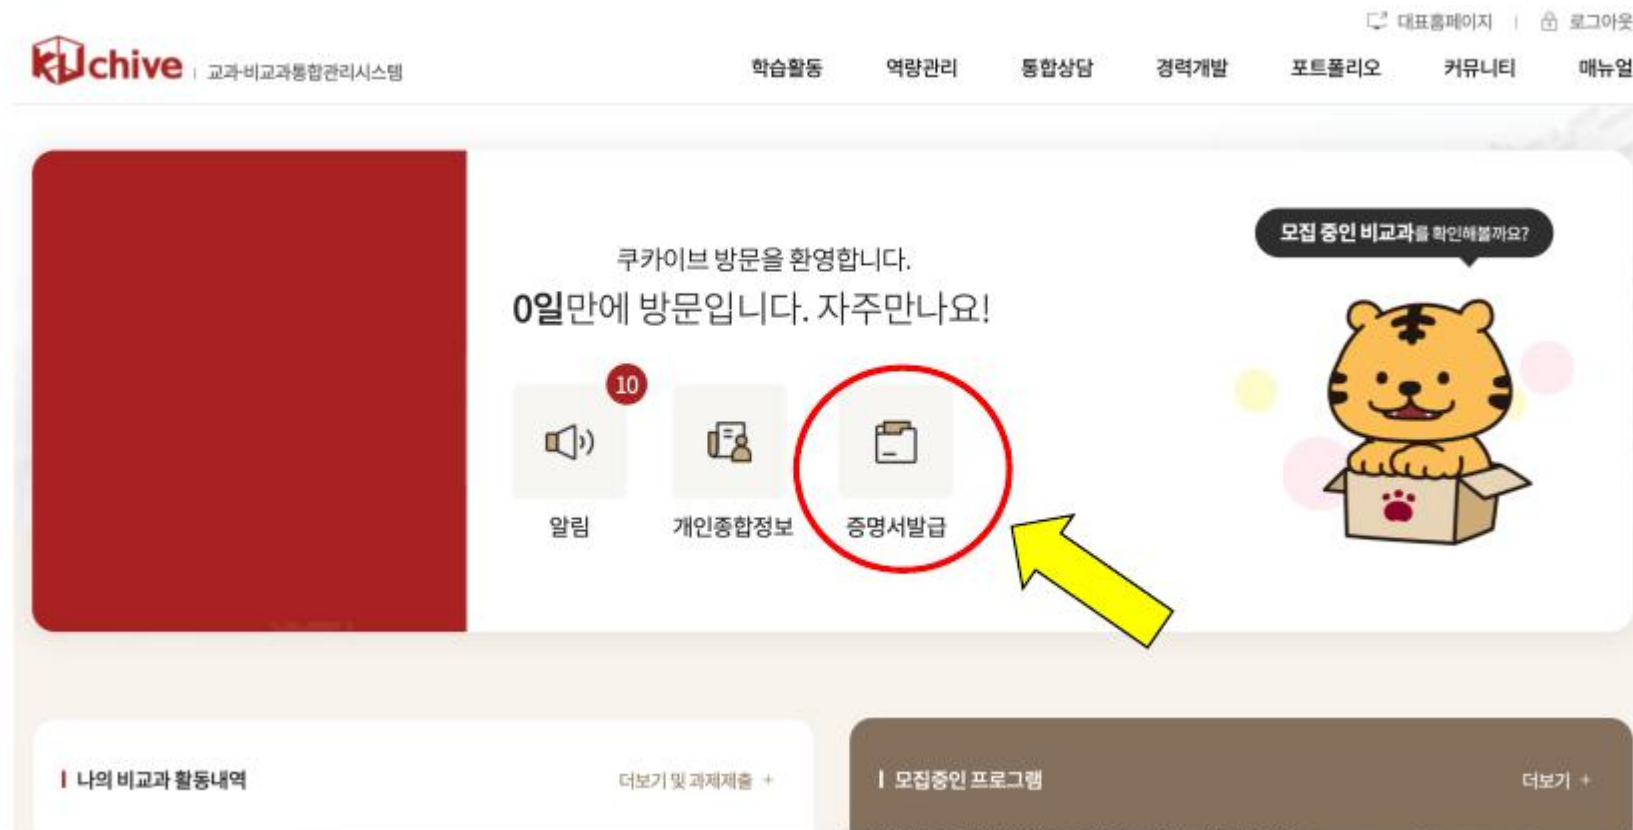 대표홈페이지 | 로그아웃
kUchive | 교과-비교과통합관리시스템
학습활동 역량관리 통합상담 경력개발 포트폴리오 커뮤니티 매뉴얼
모집 중인 비교과를 확인해볼까요?
쿠카이브 방문을 환영합니다.
0일만에 방문입니다. 자주만나요!
10
알림 개인종합정보 증명서발급
나의 비교과 활동내역 더보기 및 과제제출 +
모집중인 프로그램 더보기 +